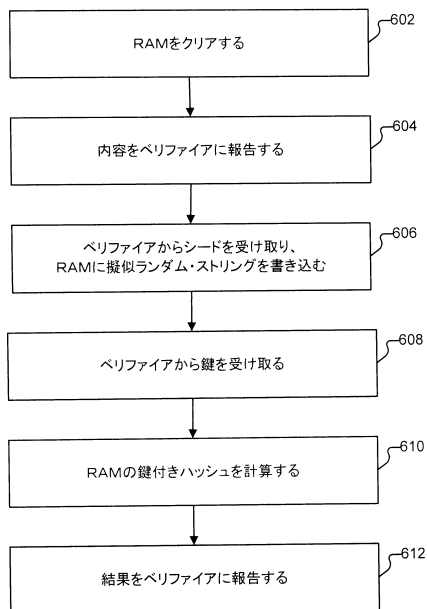 602
RAMをクリアする
604
内容をベリファイアに報告する
606
ベリファイアからシードを受け取り、
RAMに擬似ランダム・ストリングを書き込む
608
ベリファイアから鍵を受け取る
610
RAMの鍵付きハッシュを計算する
612
結果をベリファイアに報告する